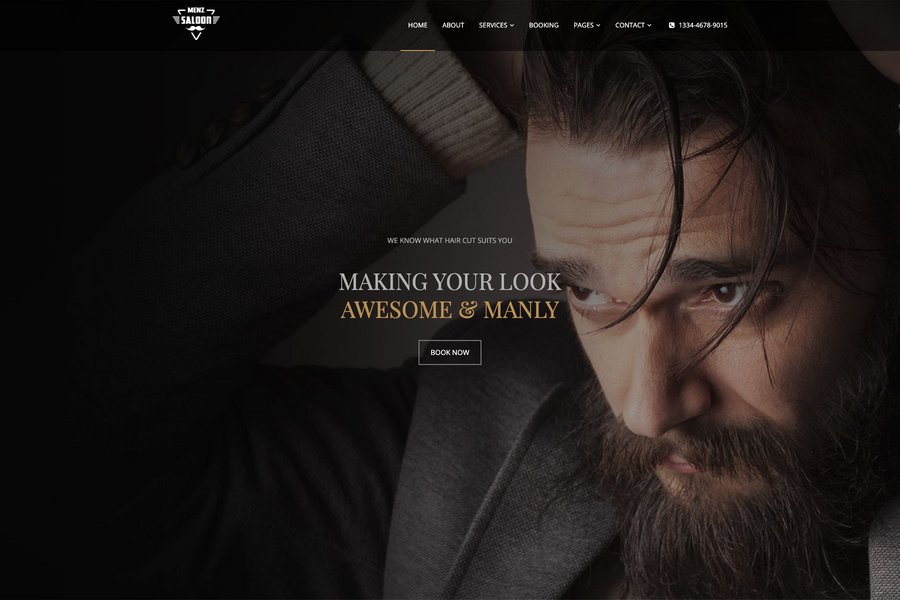 MENZ
SALOON
HOME ABOUT SERVICES BOOKING PAGES CONTACT 1334-4678-9015
WE KNOW WHAT HAIR CUT SUITS YOU
MAKING YOUR LOOK
AWESOME & MANLY
BOOK NOW